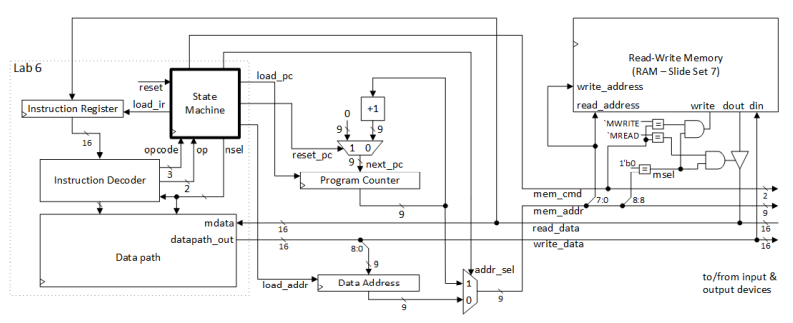 Lab 6
reset
State
Machine
load_pc
load_ir
Instruction Register
16
opcode
op
nsel
3
2
Instruction Decoder
reset_pc
0
9
+1
9
1 0
9
next_pc
Program Counter
9
Read-Write Memory
(RAM – Slide Set 7)
write_address
read_address
write
dout
din
`MWRITE
=
`MREAD
=
1'b0
=
msel
mem_cmd
2
mem_addr
7:0
8:8
9
mdata
16
read_data
16
datapath_out
16
write_data
16
Data path
8:0
9
load_addr
Data Address
9
addr_sel
1
0
9
to/from input &
output devices